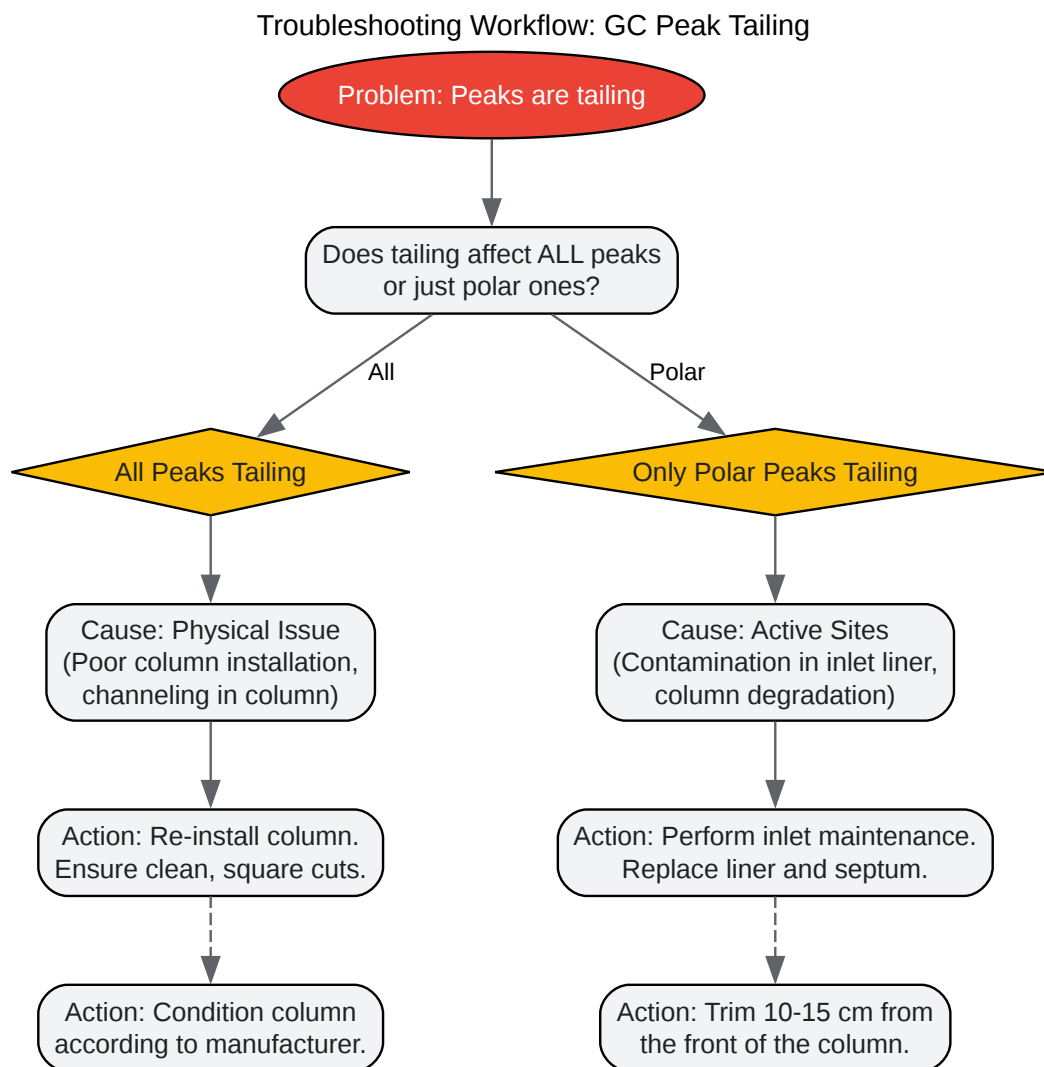 Troubleshooting Workflow: GC Peak Tailing
Problem: Peaks are tailing
Does tailing affect ALL peaks
or just polar ones?
All
Polar
All Peaks Tailing
Only Polar Peaks Tailing
Cause: Physical Issue
(Poor column installation,
channeling in column)
Cause: Active Sites
(Contamination in inlet liner,
column degradation)
Action: Re-install column.
Ensure clean, square cuts.
Action: Perform inlet maintenance.
Replace liner and septum.
Action: Condition column
according to manufacturer.
Action: Trim 10-15 cm from
the front of the column.